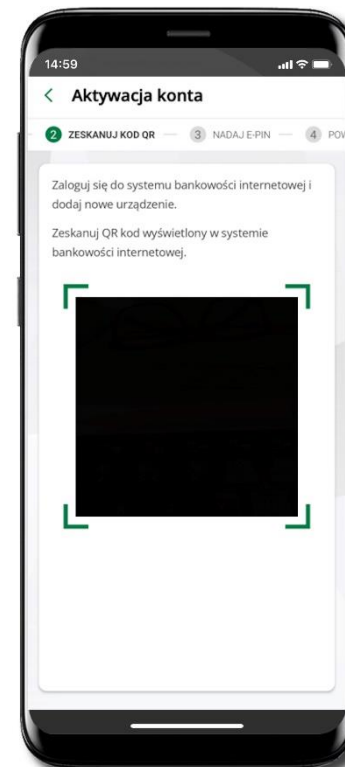 14:59
Aktywacja konta
2 ZESKANUJ KOD QR 3 NADAJ E-PIN 4 POW
Zaloguj się do systemu bankowości internetowej i
dodaj nowe urządzenie.
Zeskanuj QR kod wyświetlony w systemie
bankowości internetowej.